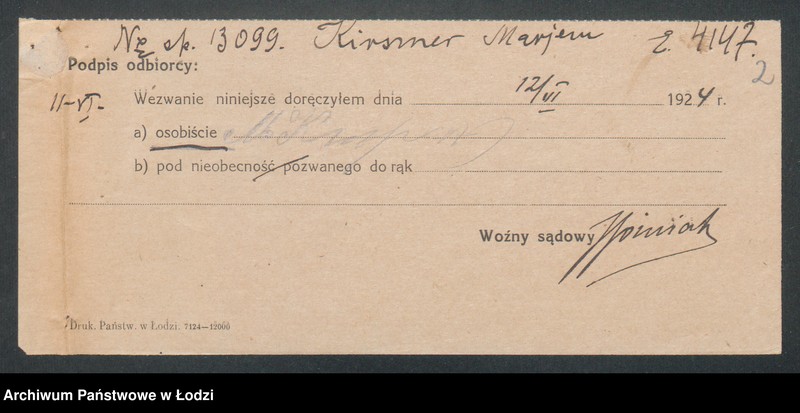 No sp. 13099. Kirszner Marjem Z. 4147.
2
Podpis odbiorcy:
11-VI- Wezwanie niniejsze doręczyłem dnia 12/VI 1924 r.
a) osobiście
b) pod nieobecność pozwanego do rąk
Woźny sądowy
Druk. Państw. w Łodzi. 7124—12000
Archiwum Państwowe w Łodzi